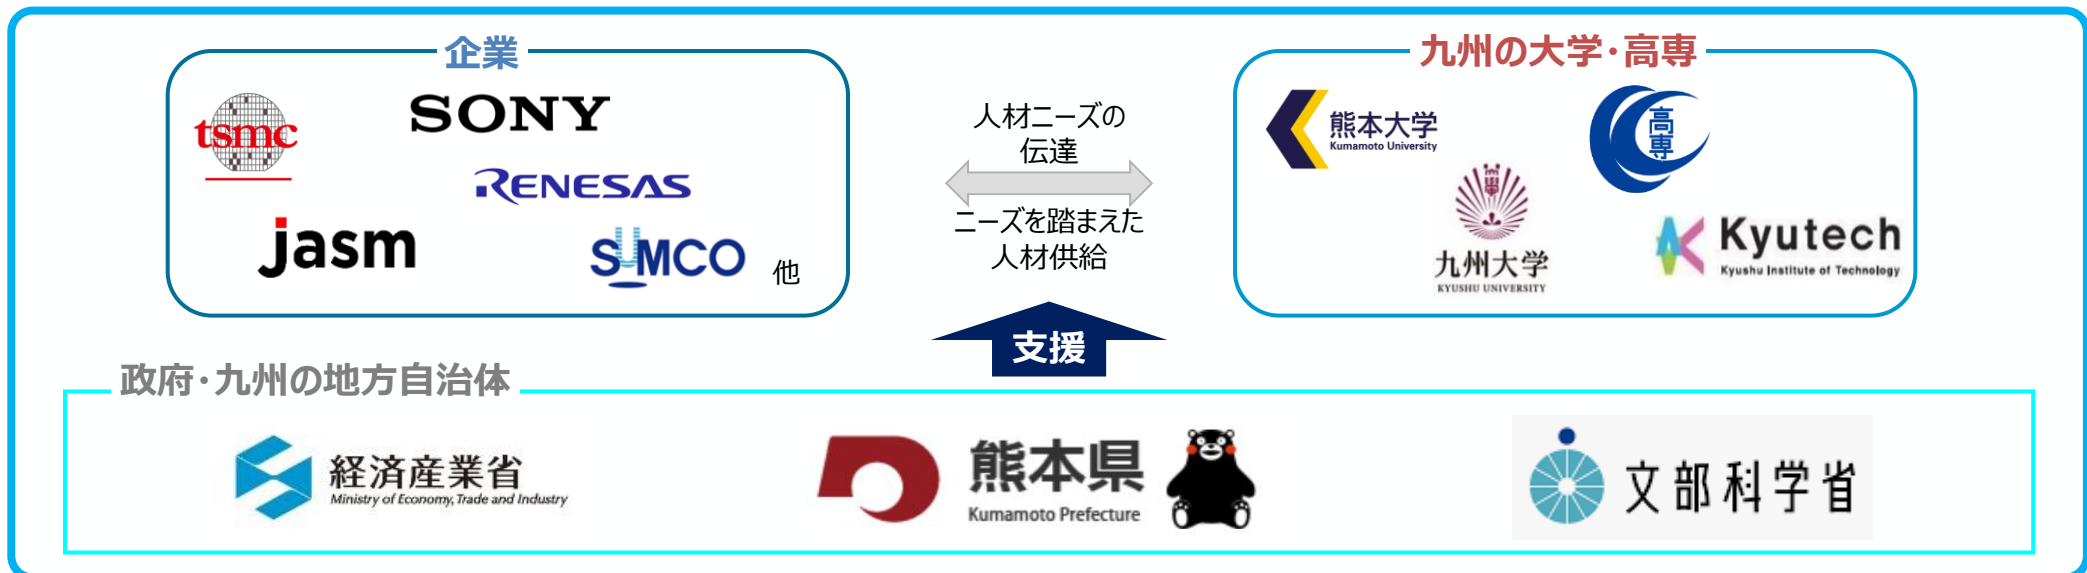 企業
tsmc
SONY
RENESAS
jasm
SUMCO
他
人材ニーズの
伝達
ニーズを踏まえた
人材供給
九州の大学・高専
熊本大学
Kumamoto University
高専
九州大学
KYUSHU UNIVERSITY
Kyutech
Kyushu Institute of Technology
支援
政府・九州の地方自治体
経済産業省
Ministry of Economy, Trade and Industry
熊本県
Kumamoto Prefecture
文部科学省